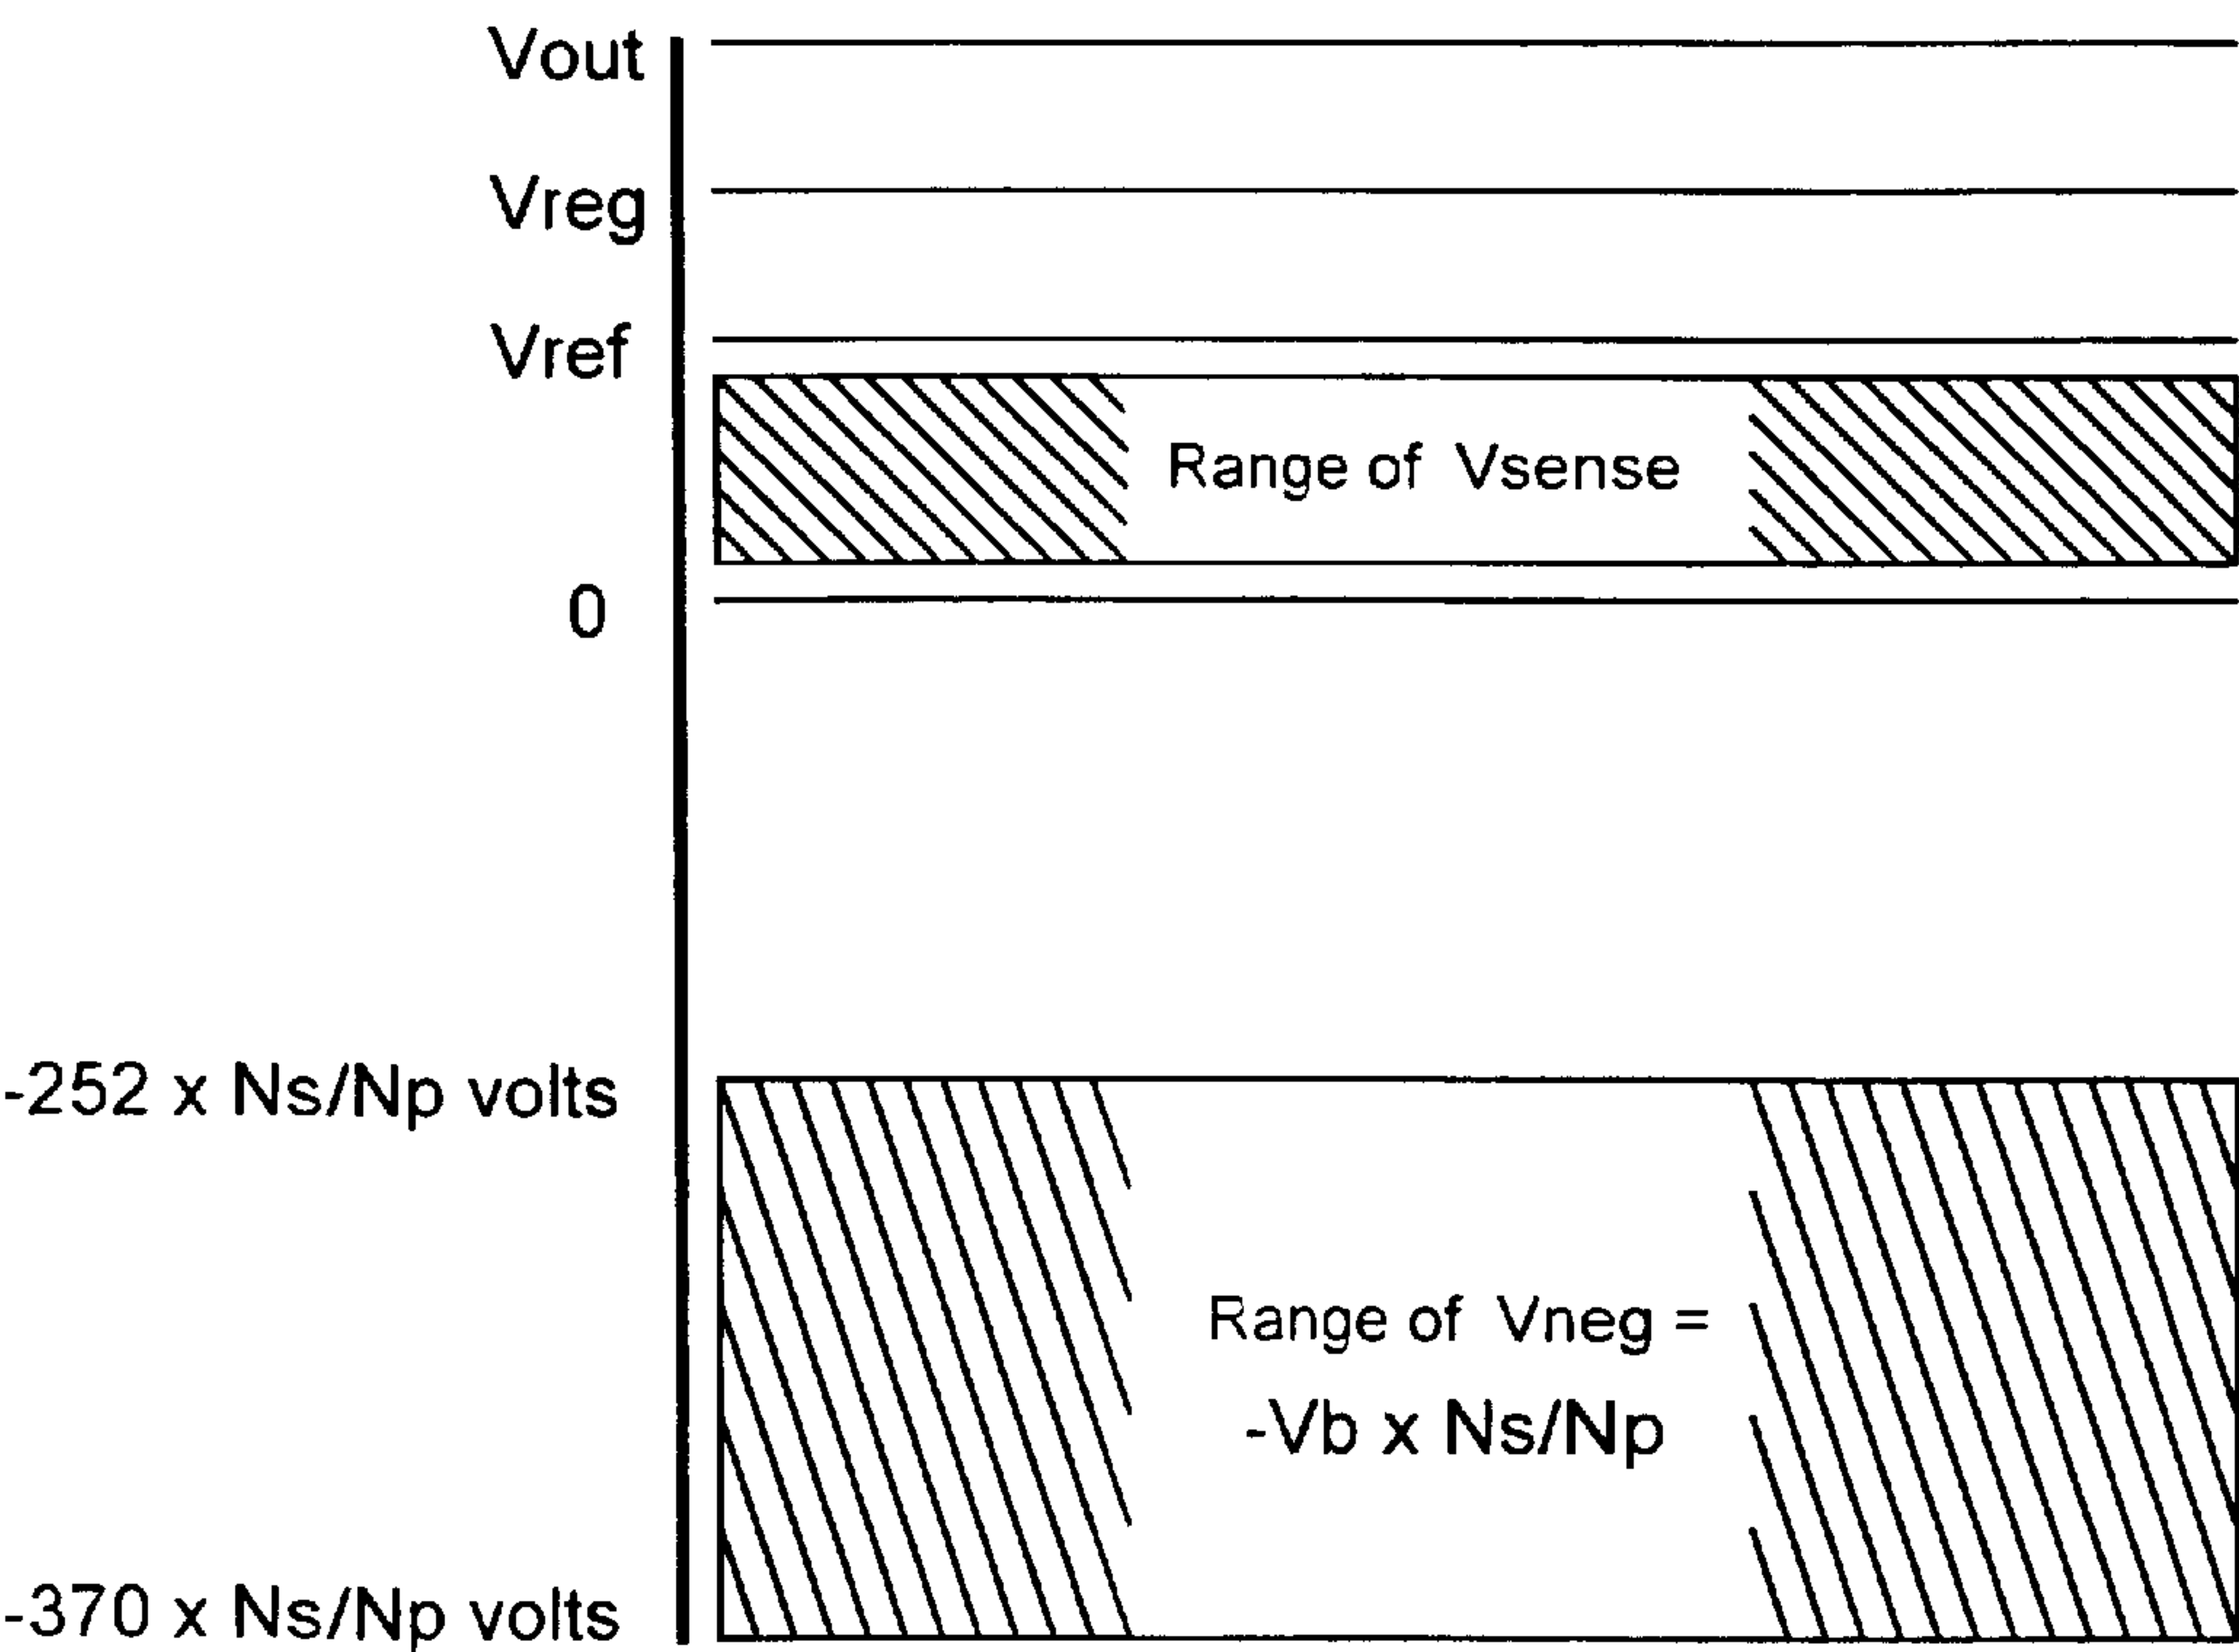 Vout
Vreg
Vref
Range of Vsense
0
-252 x Ns/Np volts
Range of Vneg =
-Vb x Ns/Np
-370 x Ns/Np volts